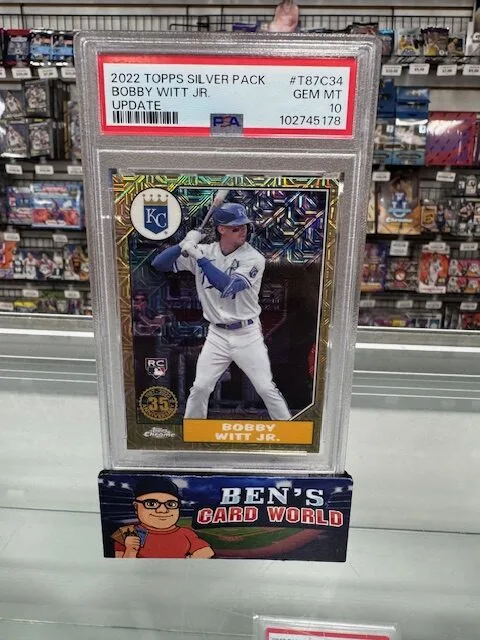 2022 TOPPS SILVER PACK #T87C34
BOBBY WITT JR. GEM MT
UPDATE 10
PSA 102745178
KC
RC
35
Topps
Chrome
BOBBY
WITT JR.
BEN'S
CARD WORLD